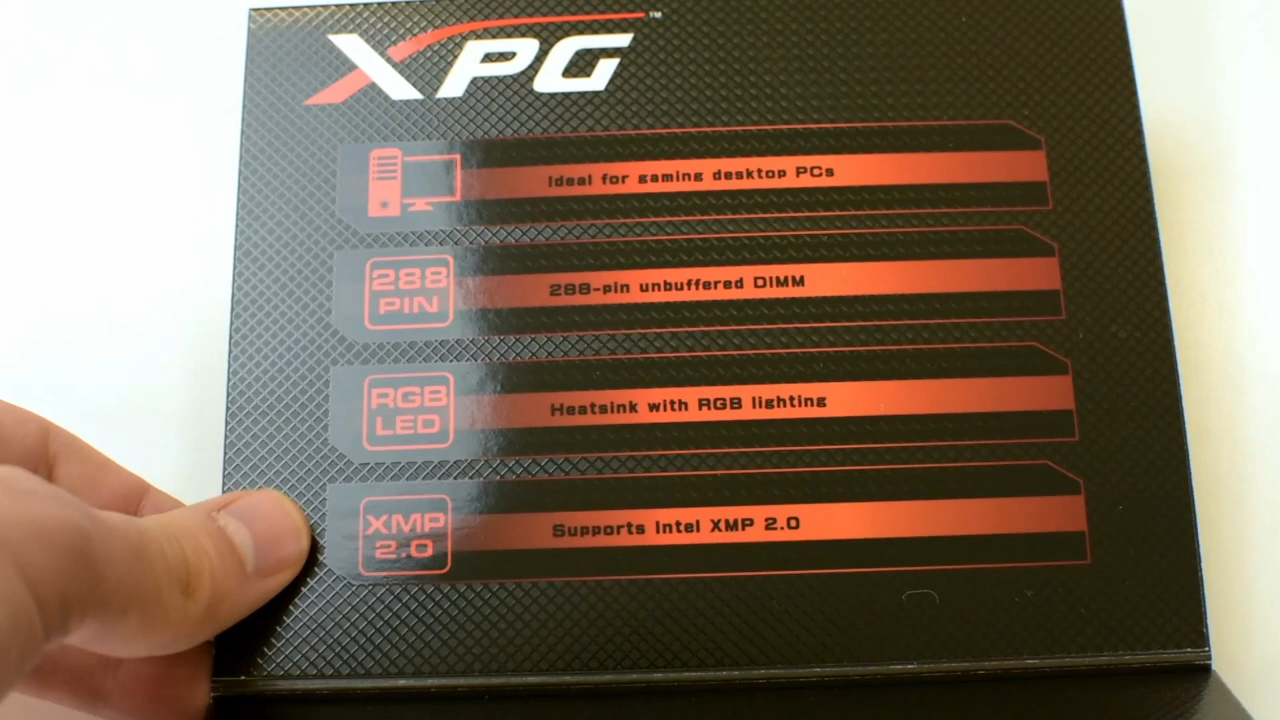 XPG™
Ideal for gaming desktop PCs
288
PIN
288-pin unbuffered DIMM
RGB
LED
Heatsink with RGB lighting
XMP
2.0
Supports Intel XMP 2.0